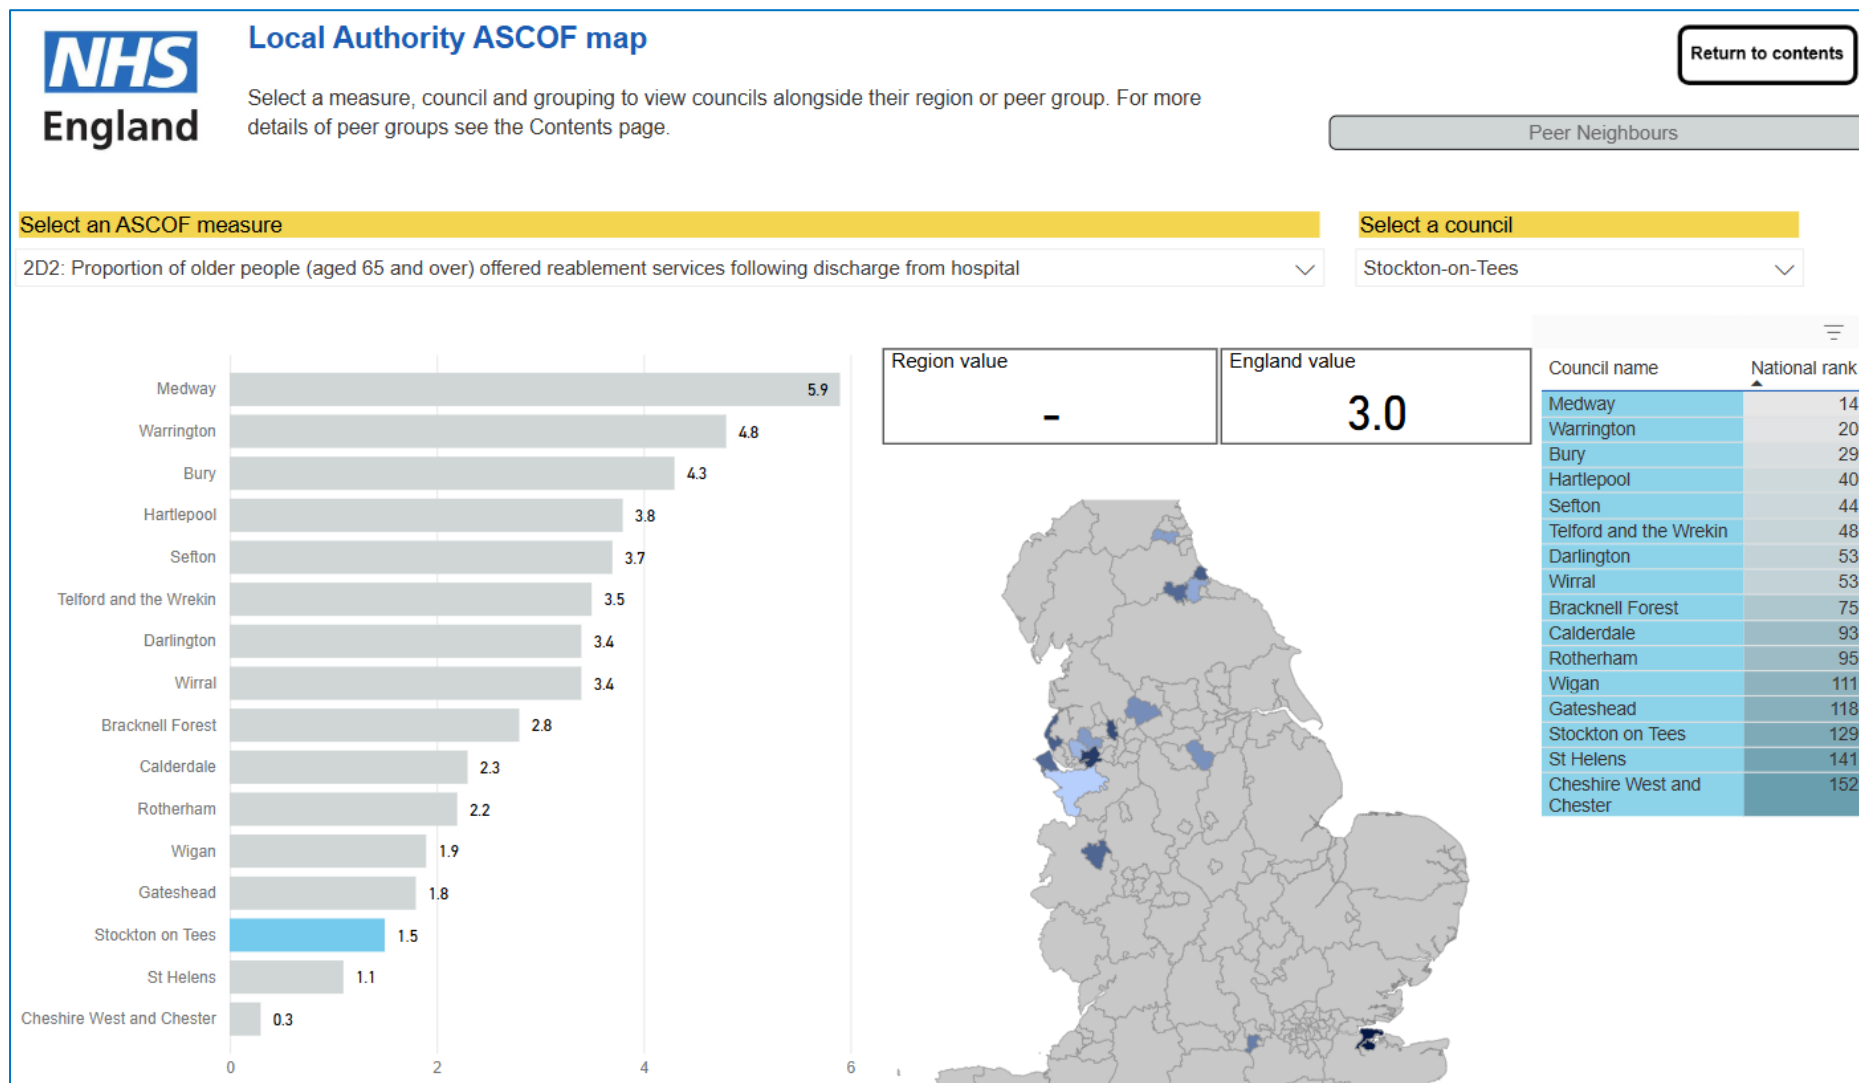 NHS
England
Local Authority ASCOF map
Select a measure, council and grouping to view councils alongside their region or peer group. For more
details of peer groups see the Contents page.
Return to contents
Peer Neighbours
Select an ASCOF measure
Select a council
2D2: Proportion of older people (aged 65 and over) offered reablement services following discharge from hospital
Stockton-on-Tees
Medway 5.9
Warrington 4.8
Bury 4.3
Hartlepool 3.8
Sefton 3.7
Telford and the Wrekin 3.5
Darlington 3.4
Wirral 3.4
Bracknell Forest 2.8
Calderdale 2.3
Rotherham 2.2
Wigan 1.9
Gateshead 1.8
Stockton on Tees 1.5
St Helens 1.1
Cheshire West and Chester 0.3
0 2 4 6
Region value
-
England value
3.0
Council name National rank
Medway 14
Warrington 20
Bury 29
Hartlepool 40
Sefton 44
Telford and the Wrekin 48
Darlington 53
Wirral 53
Bracknell Forest 75
Calderdale 93
Rotherham 95
Wigan 111
Gateshead 118
Stockton on Tees 129
St Helens 141
Cheshire West and 152
Chester